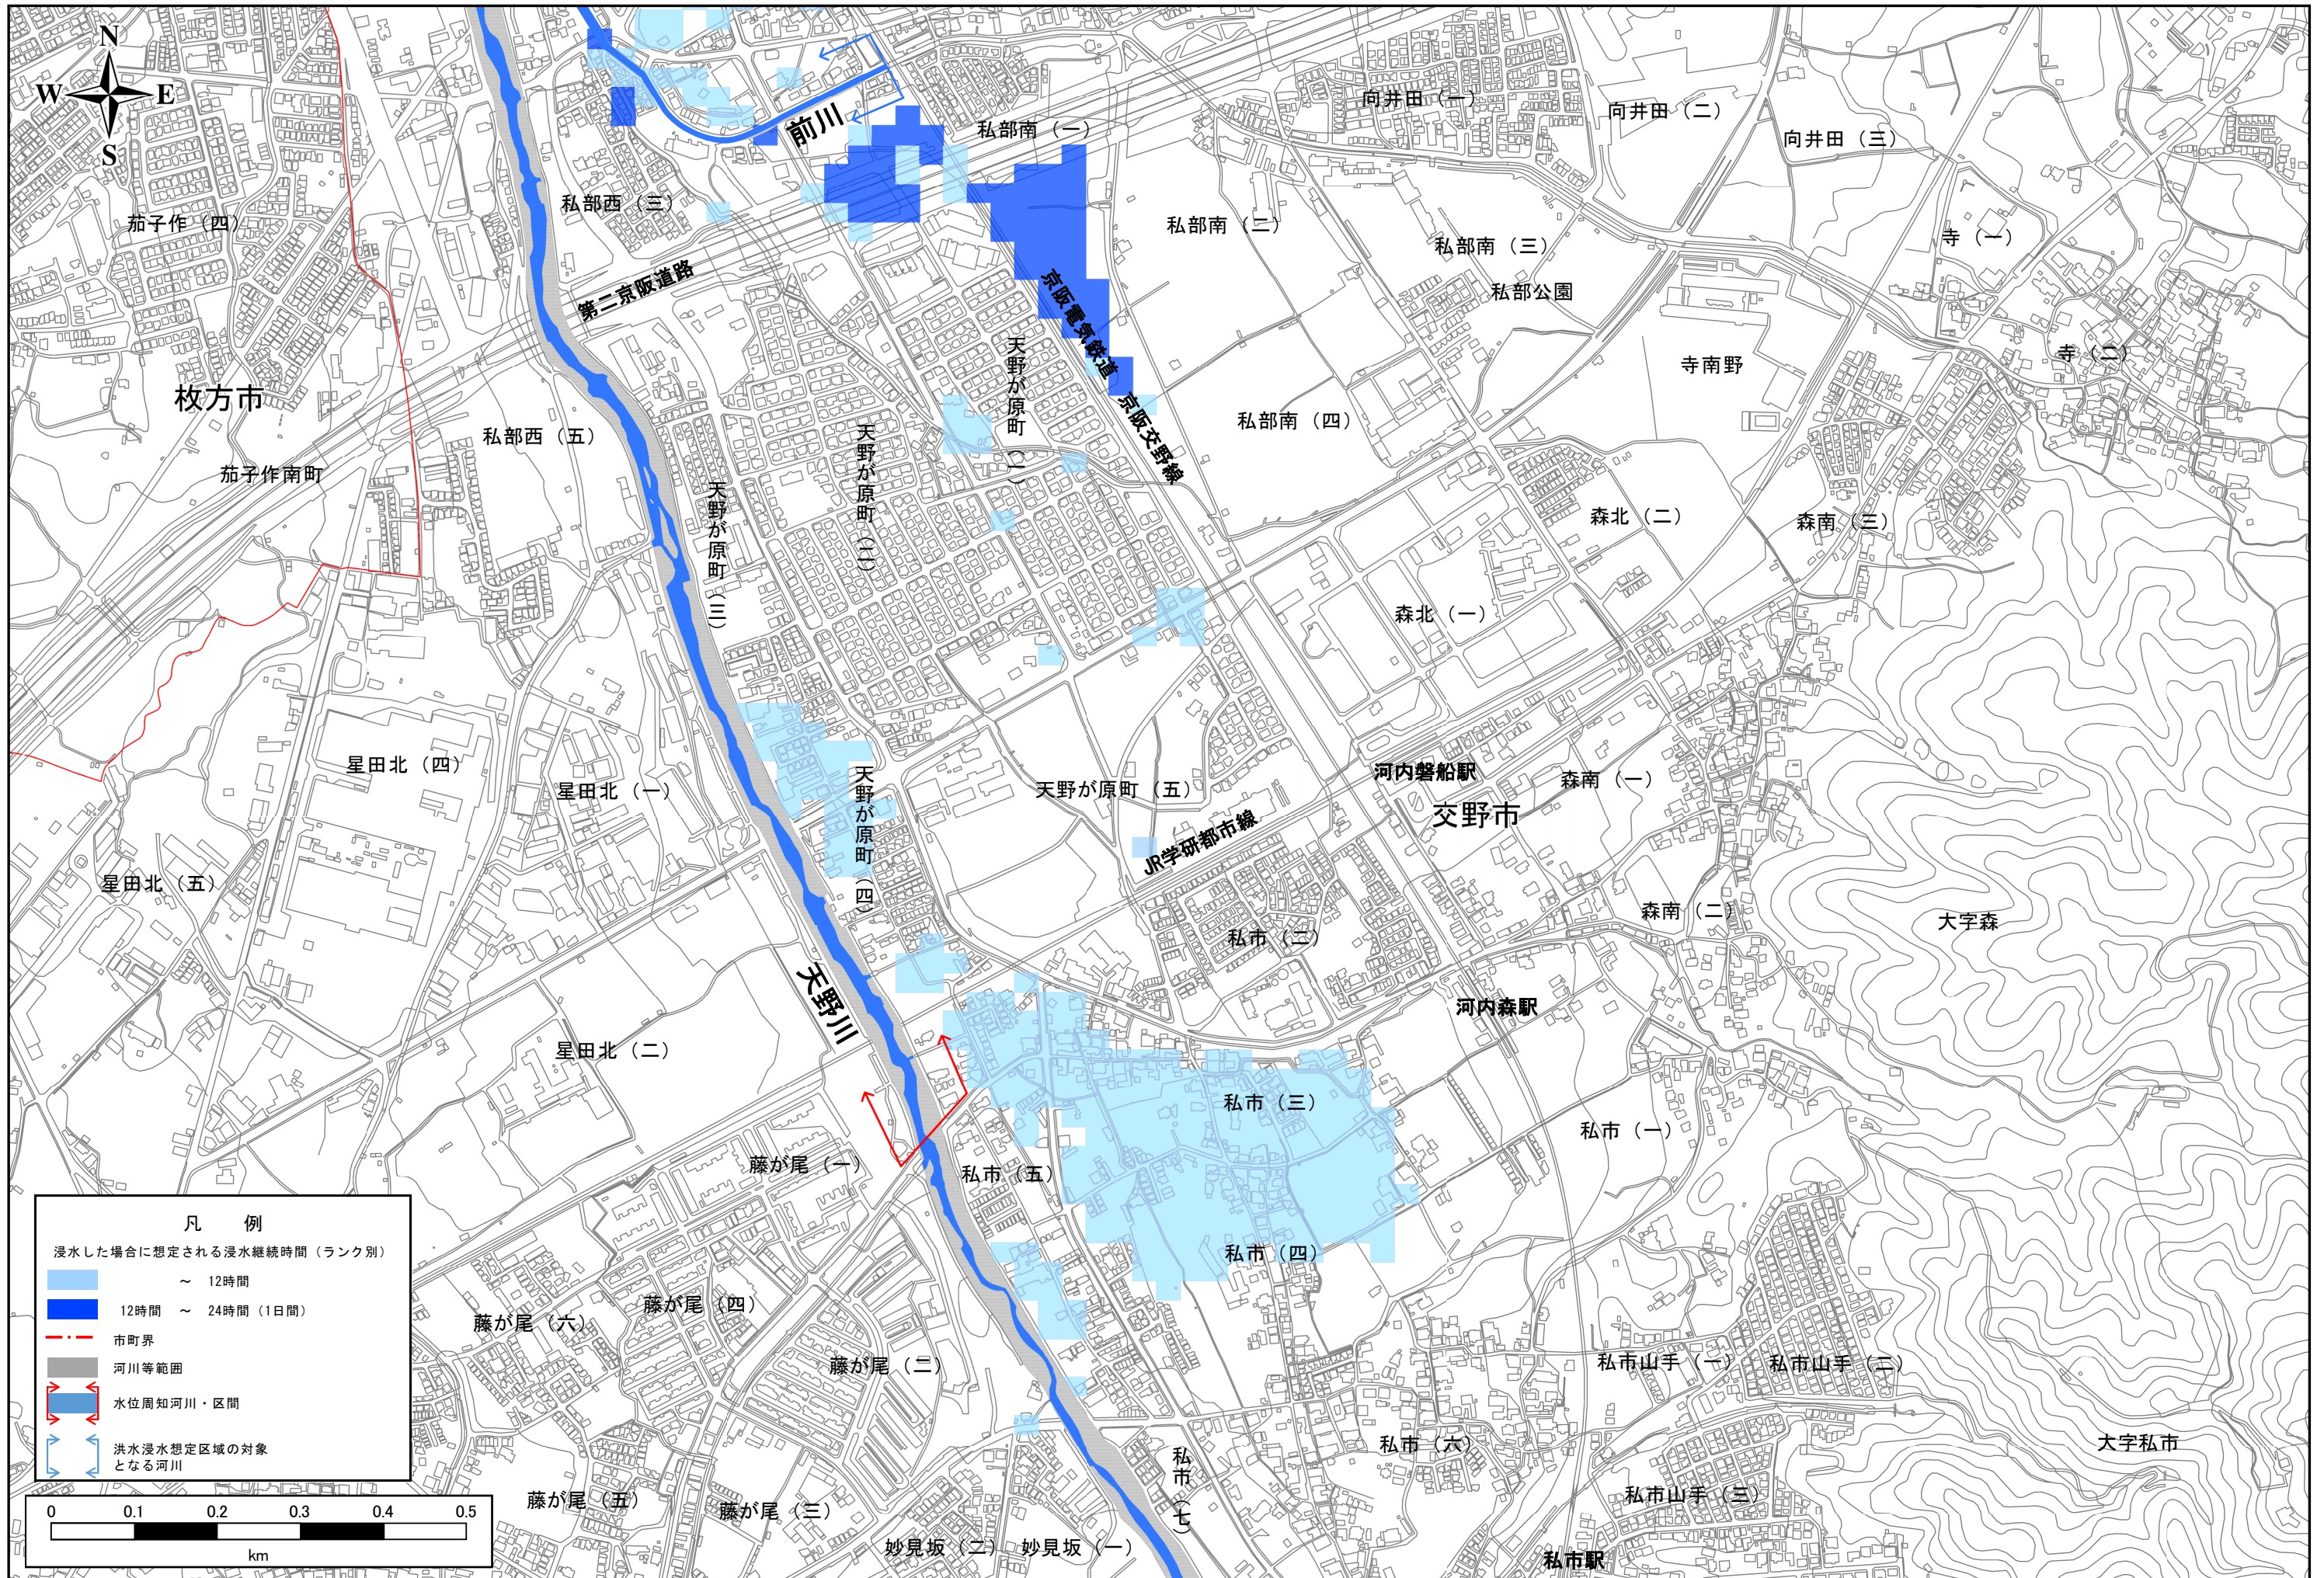 N
W
E
S
前川
私部南（一）
向井田（一）
向井田（二）
向井田（三）
茄子作（四）
私部西（三）
私部南（二）
私部南（三）
寺（一）
第二京阪道路
京阪電気鉄道　京阪交野線
私部公園
枚方市
私部西（五）
天野が原町（一）
私部南（四）
寺南野
寺（二）
茄子作南町
天野が原町（三）
天野が原町（二）
森北（二）
森南（三）
森北（一）
星田北（四）
星田北（一）
天野が原町（四）
天野が原町（五）
河内磐船駅
交野市
森南（一）
JR学研都市線
星田北（五）
私市（二）
森南（二）
大字森
天野川
河内森駅
星田北（二）
私市（三）
私市（一）
藤が尾（一）
私市（五）
私市（四）
藤が尾（六）
藤が尾（四）
藤が尾（二）
私市山手（一）
私市山手（二）
私市（六）
私市（七）
大字私市
藤が尾（五）
藤が尾（三）
私市山手（三）
妙見坂（二）
妙見坂（一）
私市駅
凡　例
浸水した場合に想定される浸水継続時間（ランク別）
～　12時間
12時間　～　24時間（1日間）
市町界
河川等範囲
水位周知河川・区間
洪水浸水想定区域の対象
となる河川
0 0.1 0.2 0.3 0.4 0.5
km